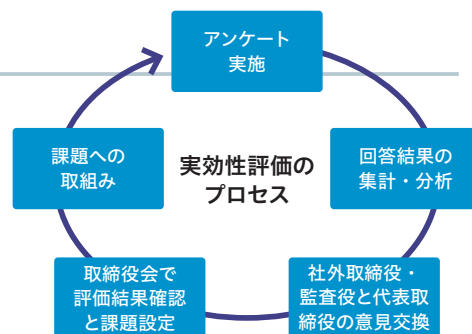 アンケート
実施
回答結果の
集計・分析
社外取締役・
監査役と代表取
締役の意見交換
取締役会で
評価結果確認
と課題設定
課題への
取組み
実効性評価の
プロセス